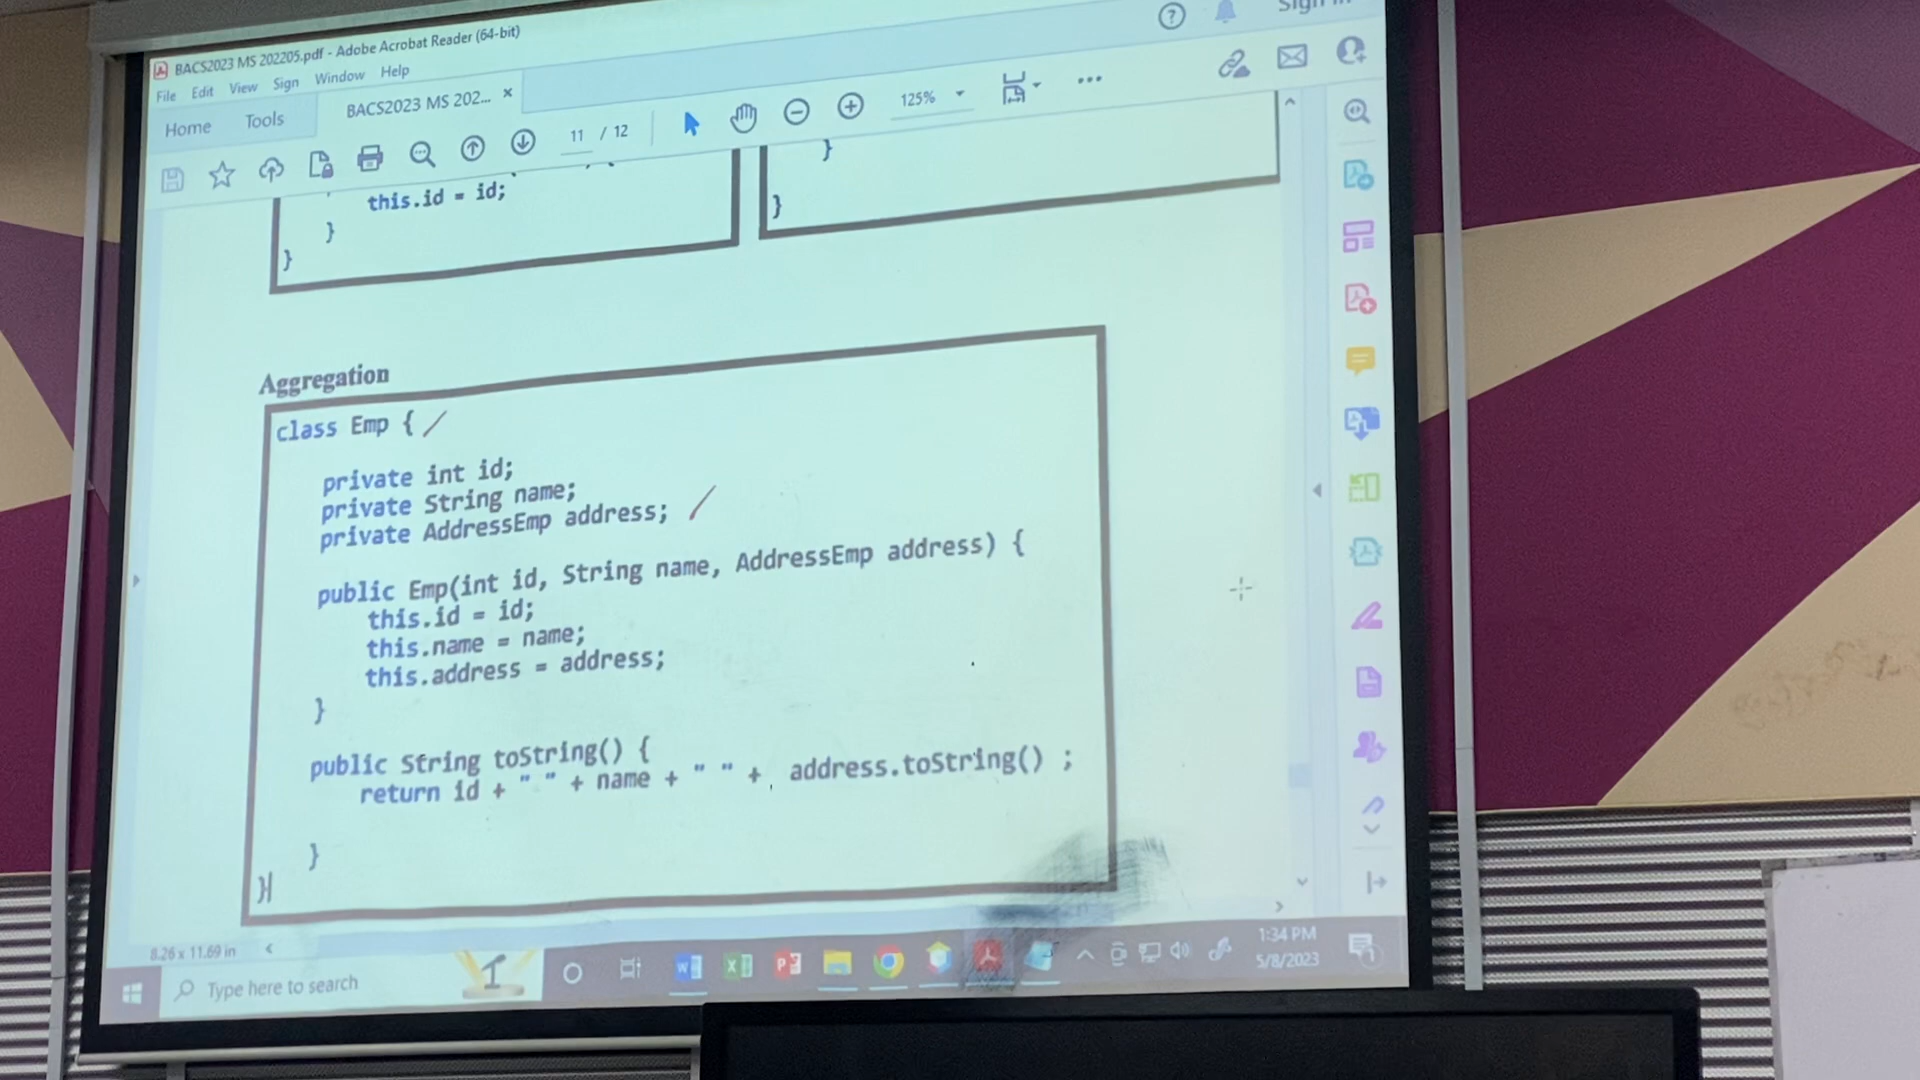 BACS2023 MS 202205.pdf - Adobe Acrobat Reader (64-bit)
File Edit View Sign Window Help
Home Tools BACS2023 MS 202... ×
Sign In
11 / 12 125%
this.id = id;
}
}
}
}
Aggregation
class Emp {
private int id;
private String name;
private AddressEmp address;
public Emp(int id, String name, AddressEmp address) {
this.id = id;
this.name = name;
this.address = address;
}
public String toString() {
return id + " " + name + " " + address.toString() ;
}
}
8.26 x 11.69 in
Type here to search
1:34 PM
5/8/2023